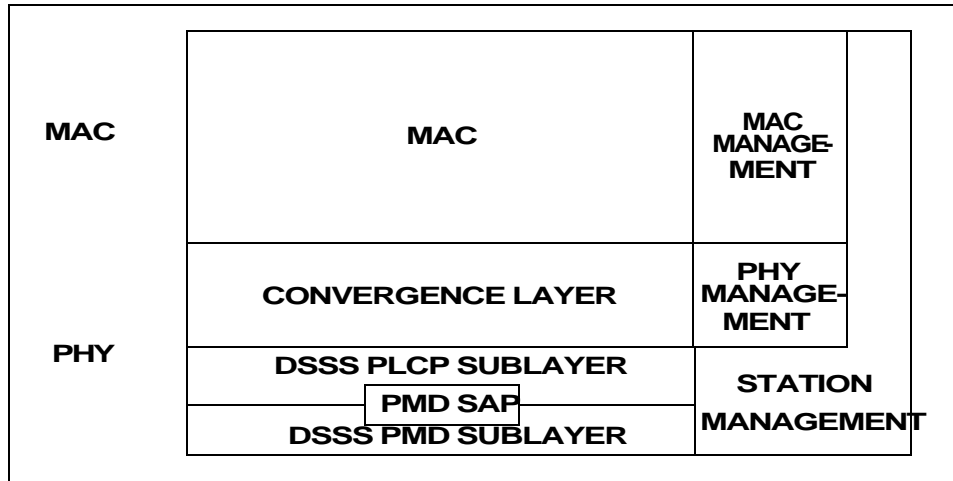 MAC
MAC
MAC
MANAGE-
MENT
CONVERGENCE LAYER
PHY
MANAGE-
MENT
PHY
DSSS PLCP SUBLAYER
PMD SAP
DSSS PMD SUBLAYER
STATION
MANAGEMENT